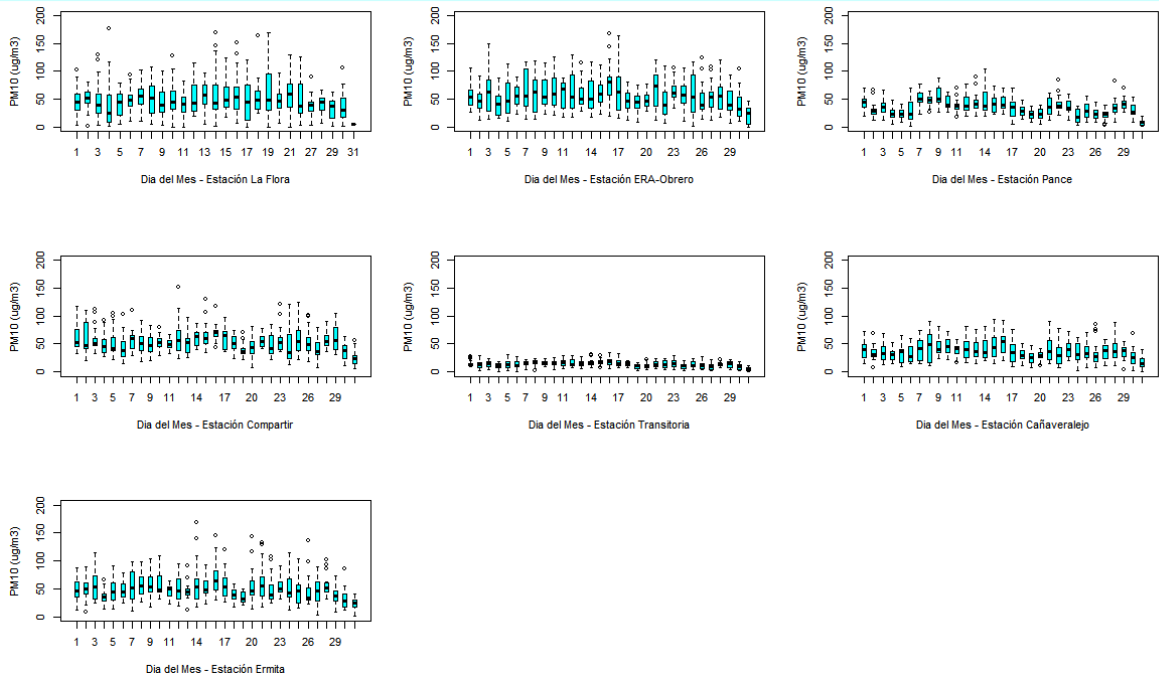 PM10 (ug/m3)
0 50 100 150 200
1 3 5 7 9 11 13 15 17 19 21 23 25 27 29 31
Dia del Mes - Estación La Flora
PM10 (ug/m3)
0 50 100 150 200
1 3 5 7 9 11 14 17 20 23 26 29
Dia del Mes - Estación ERA-Obrero
PM10 (ug/m3)
0 50 100 150 200
1 3 5 7 9 11 14 17 20 23 26 29
Dia del Mes - Estación Pance
PM10 (ug/m3)
0 50 100 150 200
1 3 5 7 9 11 14 17 20 23 26 29
Dia del Mes - Estación Compartir
PM10 (ug/m3)
0 50 100 150 200
1 3 5 7 9 11 14 17 20 23 26 29
Dia del Mes - Estación Transitoria
PM10 (ug/m3)
0 50 100 150 200
1 3 5 7 9 11 14 17 20 23 26 29
Dia del Mes - Estación Cañaveralejo
PM10 (ug/m3)
0 50 100 150 200
1 3 5 7 9 11 14 17 20 23 26 29
Dia del Mes - Estación Ermita